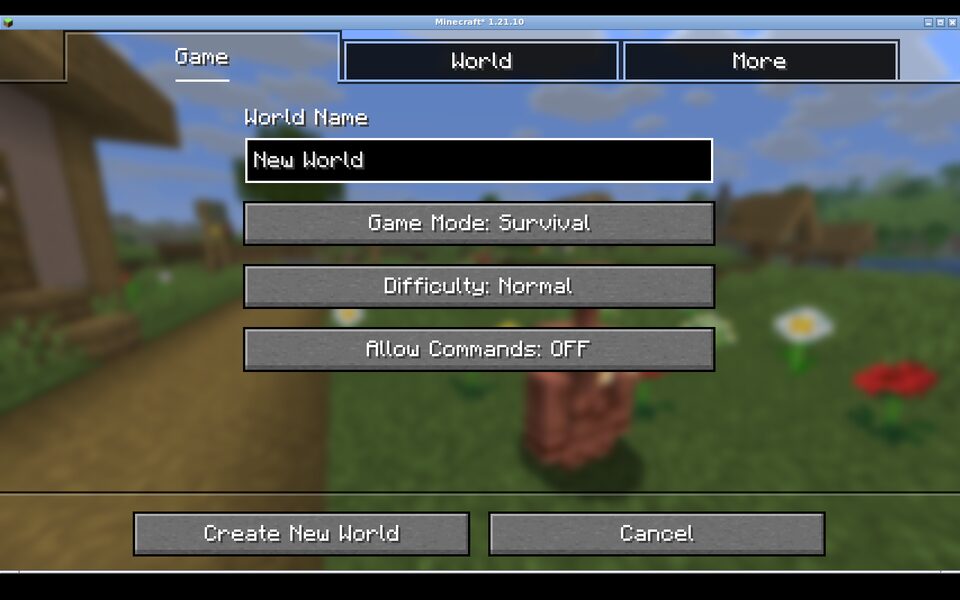 Minecraft* 1.21.10
Game
World
More
World Name
New World
Game Mode: Survival
Difficulty: Normal
Allow Commands: OFF
Create New World
Cancel